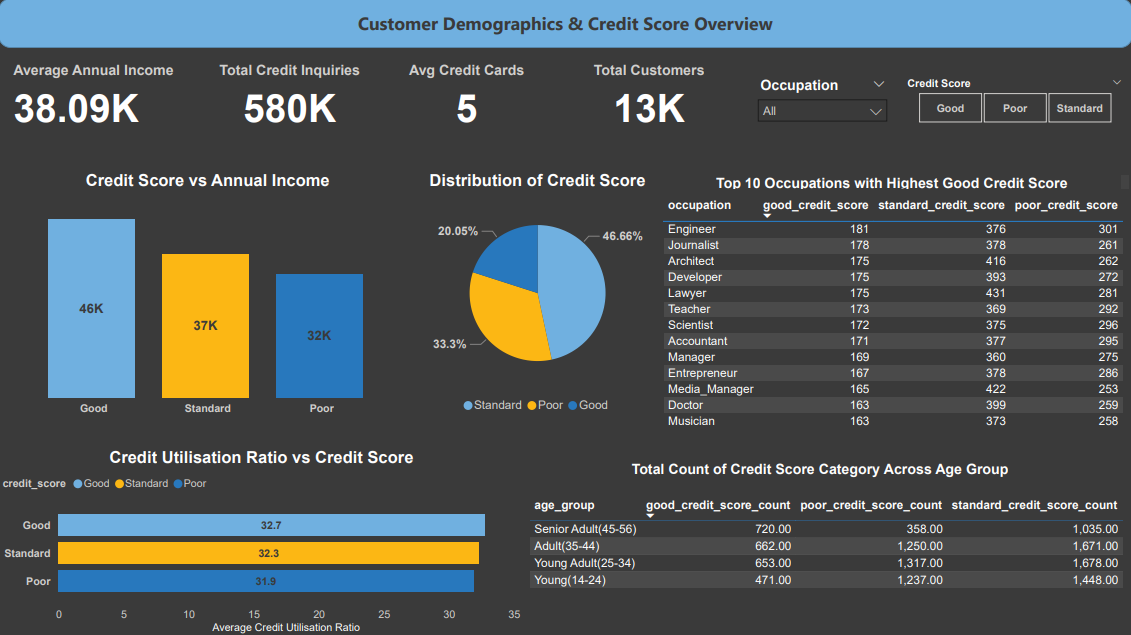 Customer Demographics & Credit Score Overview
Average Annual Income
38.09K
Total Credit Inquiries
580K
Avg Credit Cards
5
Total Customers
13K
Occupation
All
Credit Score
Good Poor Standard
Credit Score vs Annual Income
46K
37K
32K
Good Standard Poor
Distribution of Credit Score
20.05%
46.66%
33.3%
Standard Poor Good
Top 10 Occupations with Highest Good Credit Score
occupation good_credit_score standard_credit_score poor_credit_score
Engineer 181 376 301
Journalist 178 378 261
Architect 175 416 262
Developer 175 393 272
Lawyer 175 431 281
Teacher 173 369 292
Scientist 172 375 296
Accountant 171 377 295
Manager 169 360 275
Entrepreneur 167 378 286
Media_Manager 165 422 253
Doctor 163 399 259
Musician 163 373 258
Credit Utilisation Ratio vs Credit Score
credit_score Good Standard Poor
Good 32.7
Standard 32.3
Poor 31.9
0 5 10 15 20 25 30 35
Average Credit Utilisation Ratio
Total Count of Credit Score Category Across Age Group
age_group good_credit_score_count poor_credit_score_count standard_credit_score_count
Senior Adult(45-56) 720.00 358.00 1,035.00
Adult(35-44) 662.00 1,250.00 1,671.00
Young Adult(25-34) 653.00 1,317.00 1,678.00
Young(14-24) 471.00 1,237.00 1,448.00